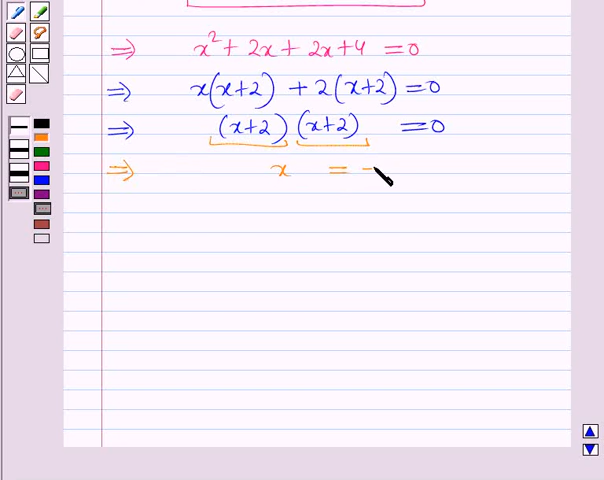 ⇒ x² + 2x + 2x + 4 = 0
⇒ x(x+2) + 2(x+2) = 0
⇒ (x+2) (x+2) = 0
⇒ x = -